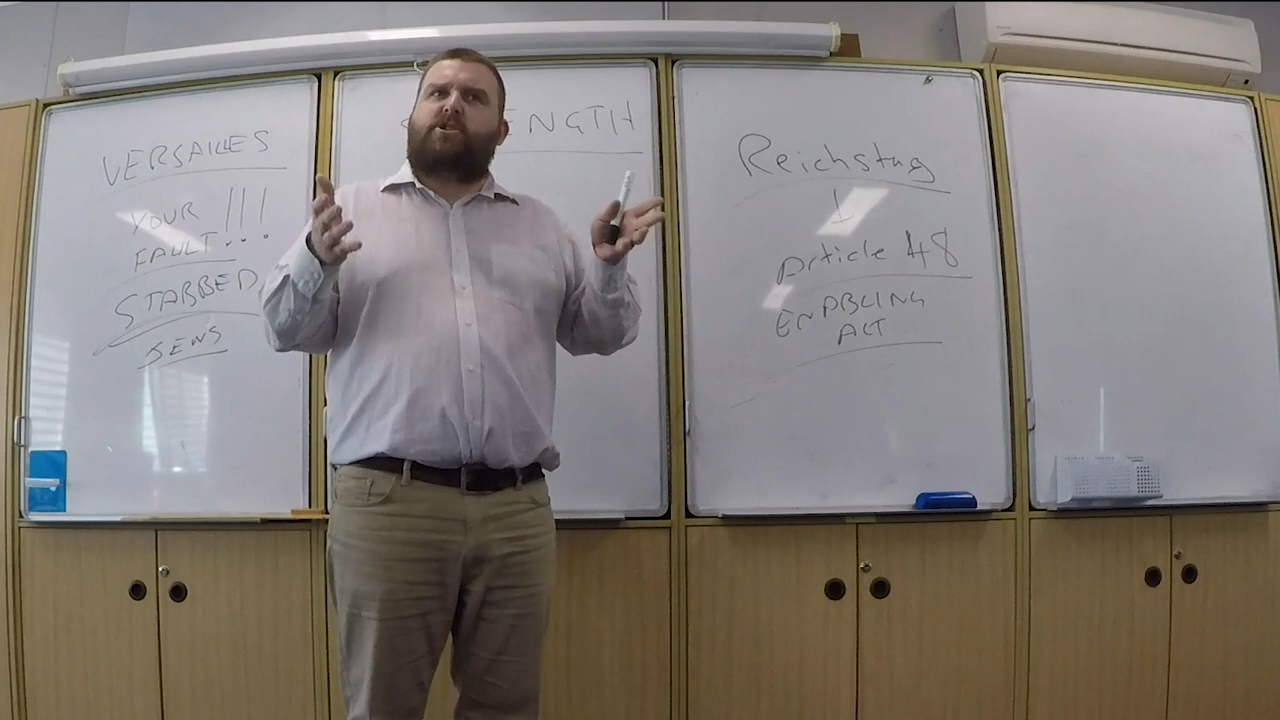 VERSAILLES
YOUR !!!
FAULT...
STABBED
JEWS
ENGTH
Reichstag
↓
Article 48
ENABLING
ACT